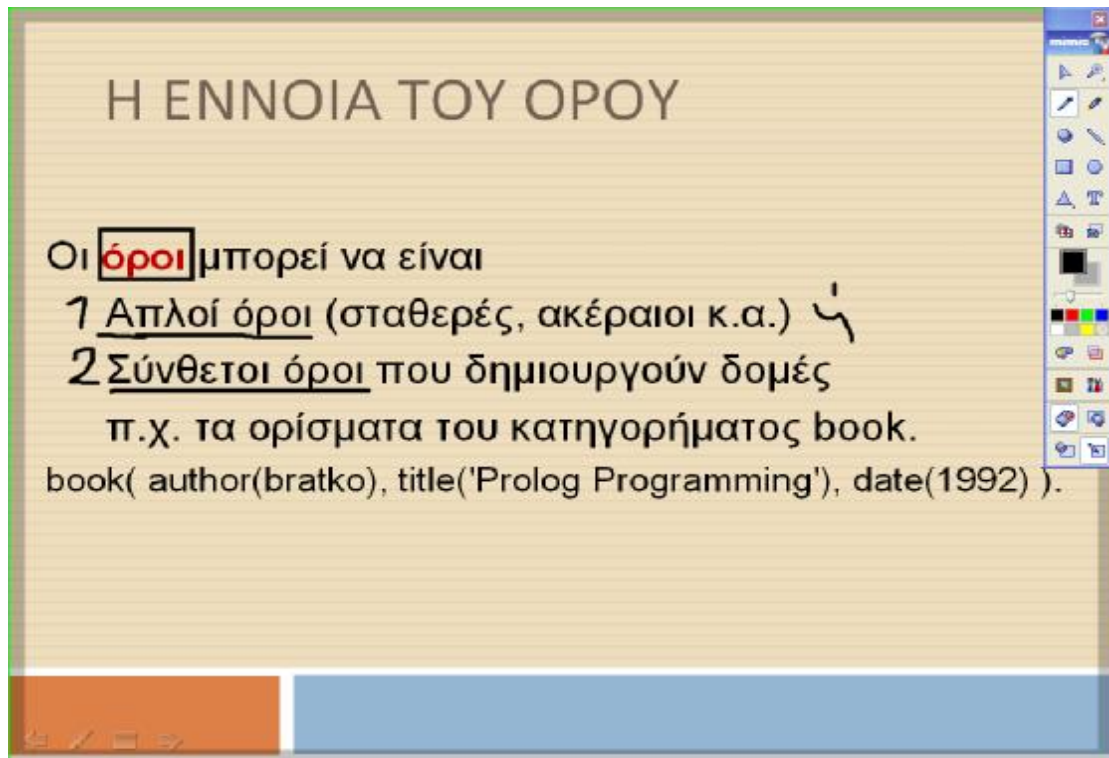 Η ΕΝΝΟΙΑ ΤΟΥ ΟΡΟΥ
Οι όροι μπορεί να είναι
1 Απλοί όροι (σταθερές, ακέραιοι κ.α.) ή
2 Σύνθετοι όροι που δημιουργούν δομές
π.χ. τα ορίσματα του κατηγορήματος book.
book( author(bratko), title('Prolog Programming'), date(1992) ).
mimio